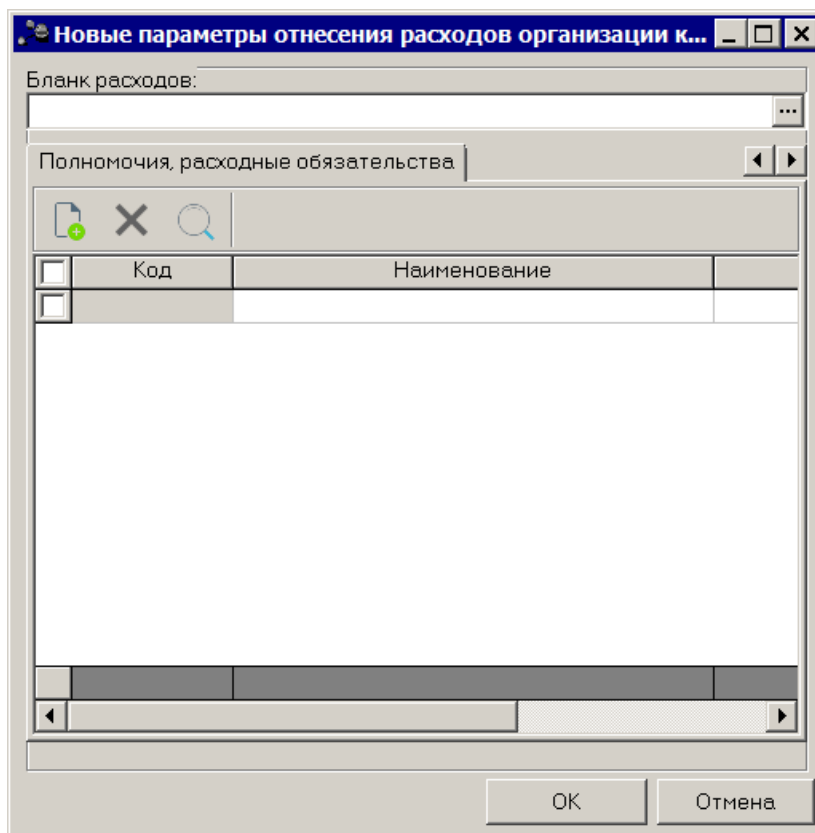 Новые параметры отнесения расходов организации к...
Бланк расходов:
...
Полномочия, расходные обязательства
Код Наименование
OK Отмена